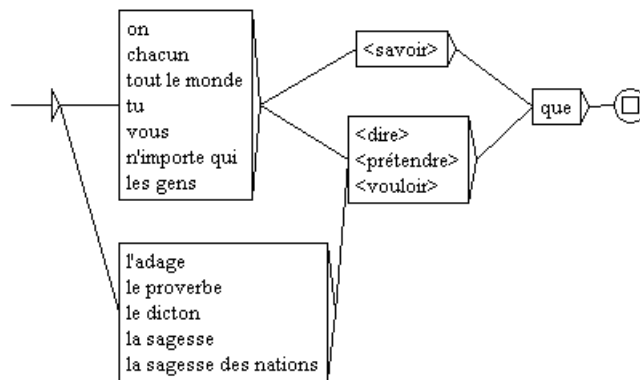 on
chacun
tout le monde
tu
vous
n'importe qui
les gens
<savoir>
<dire>
<prétendre>
<vouloir>
que
l'adage
le proverbe
le dicton
la sagesse
la sagesse des nations